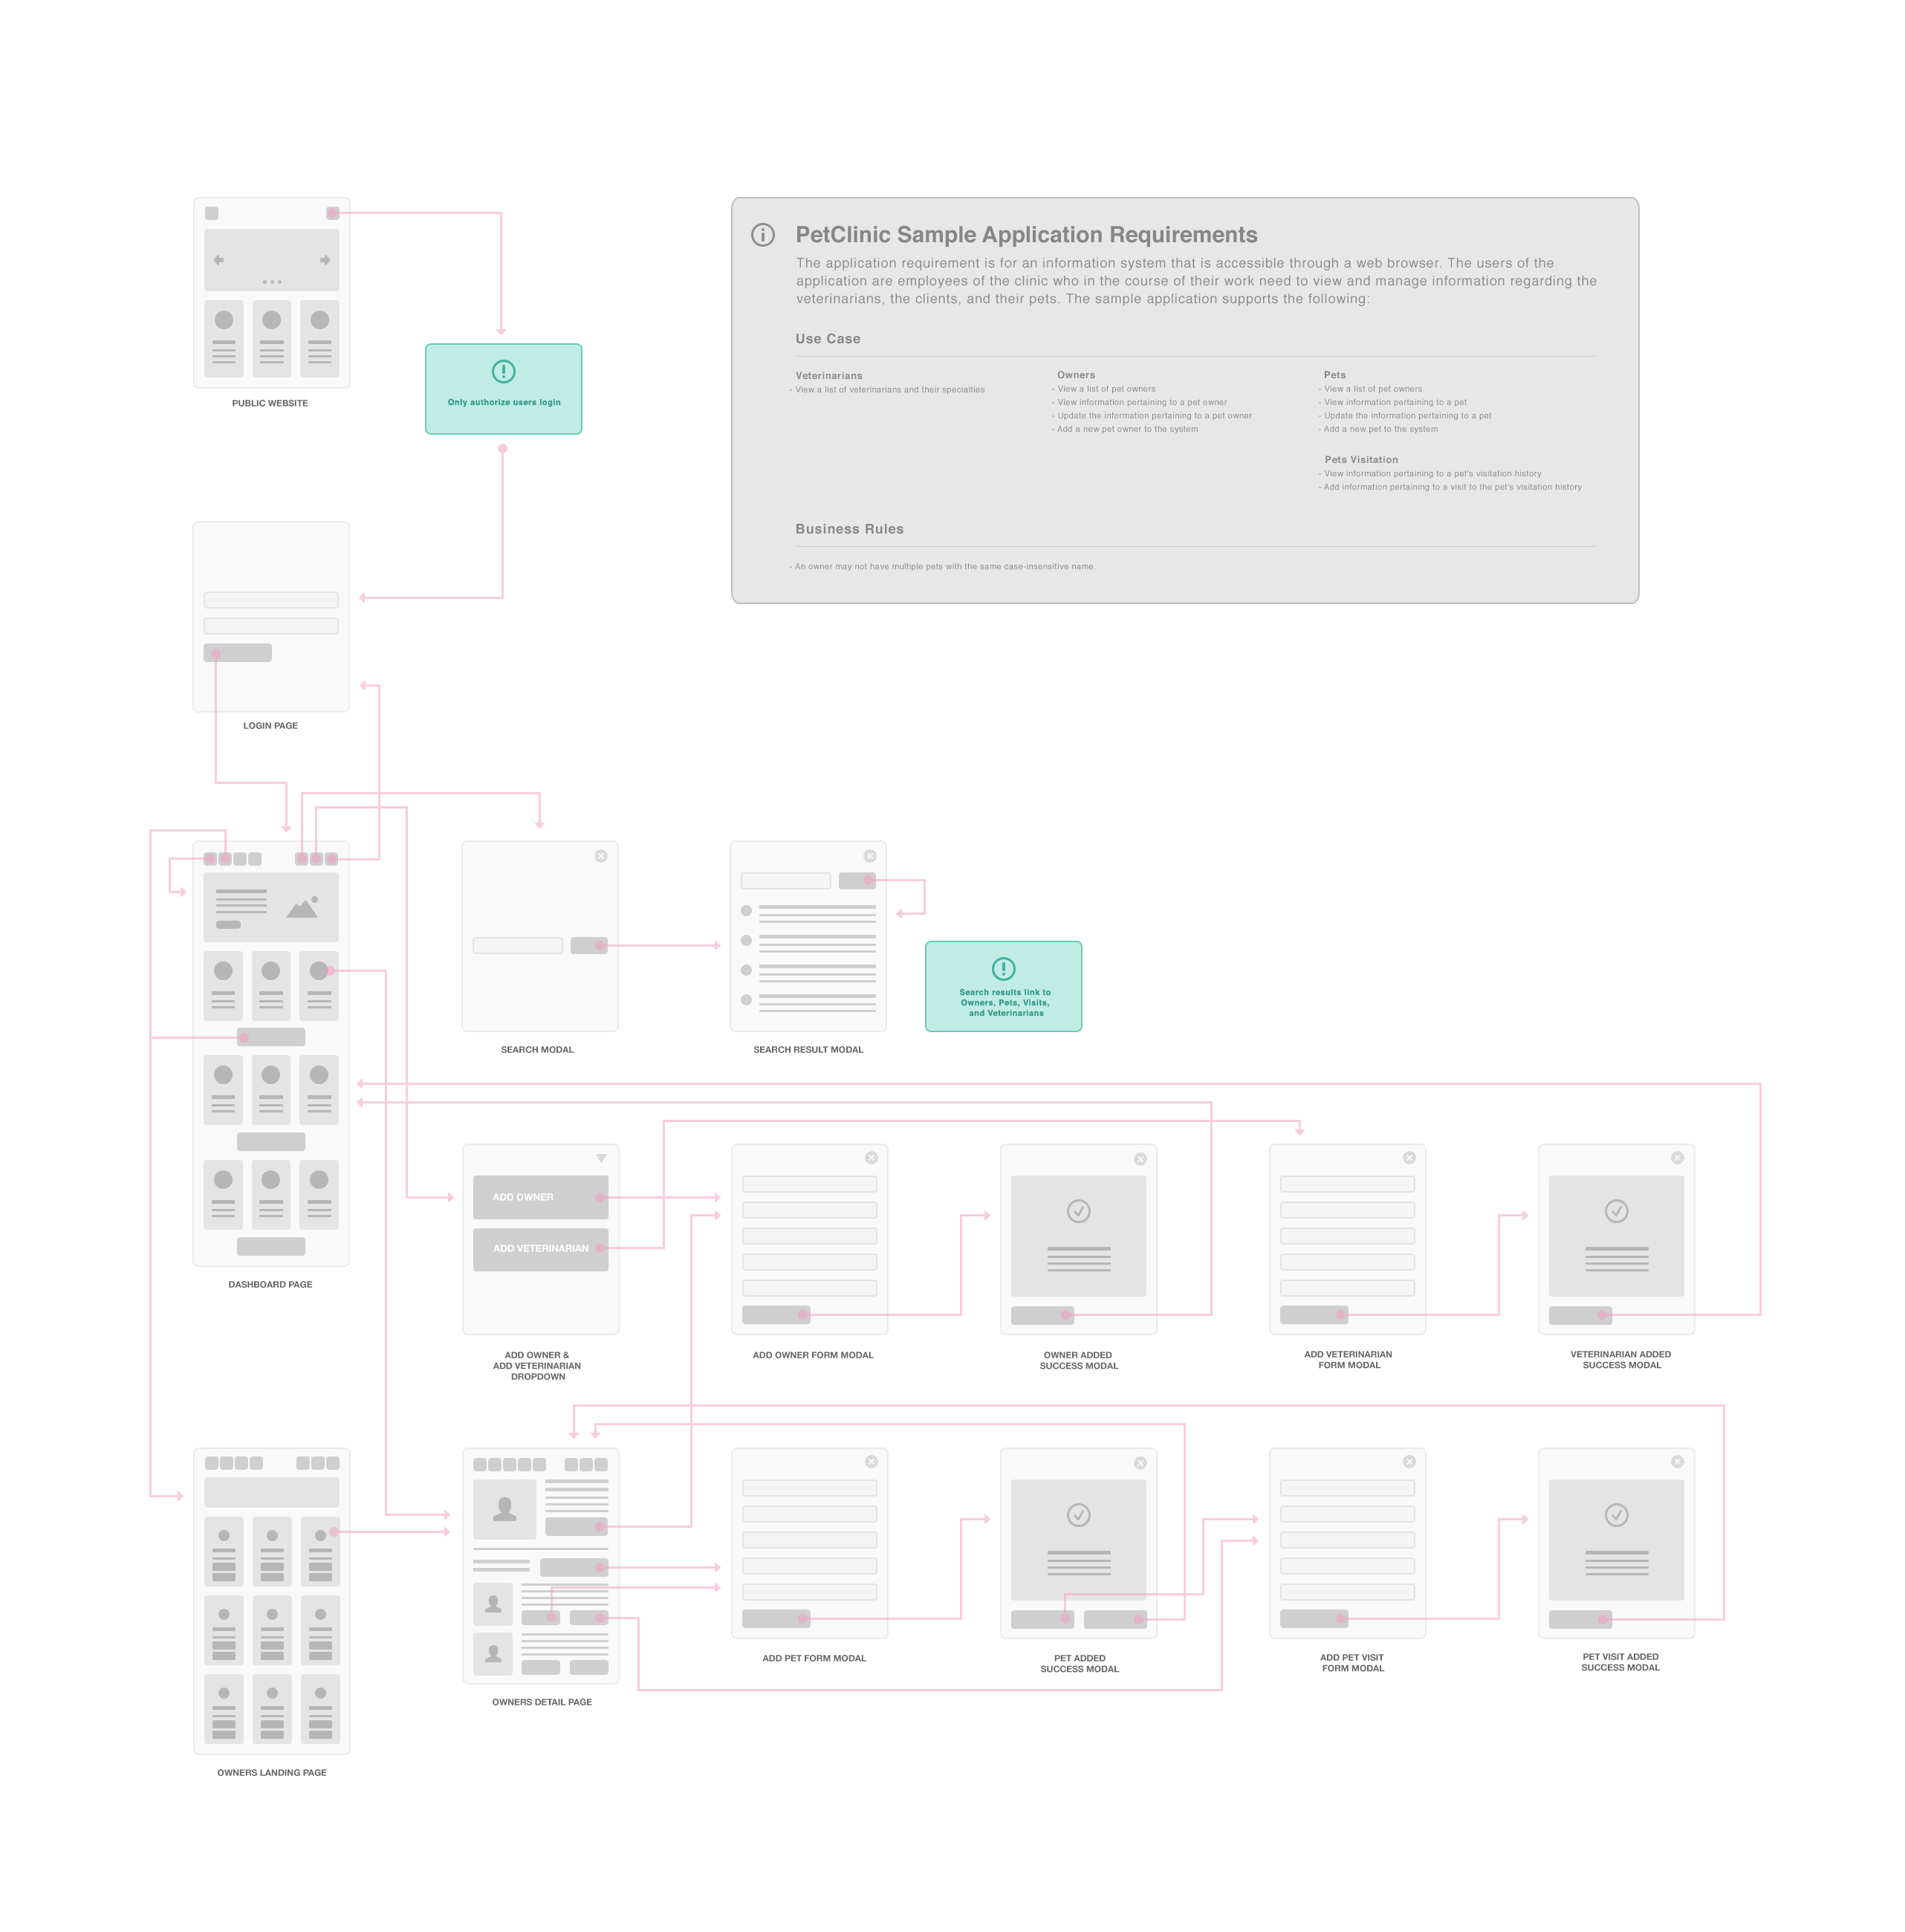 PetClinic Sample Application Requirements
The application requirement is for an information system that is accessible through a web browser. The users of the
application are employees of the clinic who in the course of their work need to view and manage information regarding the
veterinarians, the clients, and their pets. The sample application supports the following:
Use Case
Veterinarians
- View a list of veterinarians and their specialties
Owners
- View a list of pet owners
- View information pertaining to a pet owner
- Update the information pertaining to a pet owner
- Add a new pet owner to the system
Pets
- View a list of pet owners
- View information pertaining to a pet
- Update the information pertaining to a pet
- Add a new pet to the system
Pets Visitation
- View information pertaining to a pet's visitation history
- Add information pertaining to a visit to the pet's visitation history
Business Rules
- An owner may not have multiple pets with the same case-insensitive name.
PUBLIC WEBSITE
Only authorize users login
LOGIN PAGE
SEARCH MODAL
SEARCH RESULT MODAL
Search results link to
Owners, Pets, Visits,
and Veterinarians
DASHBOARD PAGE
ADD OWNER
ADD VETERINARIAN
ADD OWNER &
ADD VETERINARIAN
DROPDOWN
ADD OWNER FORM MODAL
OWNER ADDED
SUCCESS MODAL
ADD VETERINARIAN
FORM MODAL
VETERINARIAN ADDED
SUCCESS MODAL
OWNERS LANDING PAGE
OWNERS DETAIL PAGE
ADD PET FORM MODAL
PET ADDED
SUCCESS MODAL
ADD PET VISIT
FORM MODAL
PET VISIT ADDED
SUCCESS MODAL